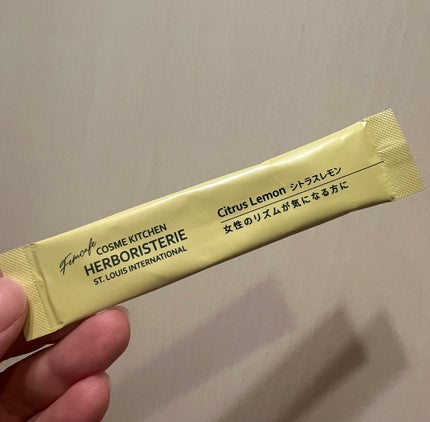 Femcafe
COSME KITCHEN
HERBORISTERIE
ST. LOUIS INTERNATIONAL
Citrus Lemon シトラスレモン
女性のリズムが気になる方に